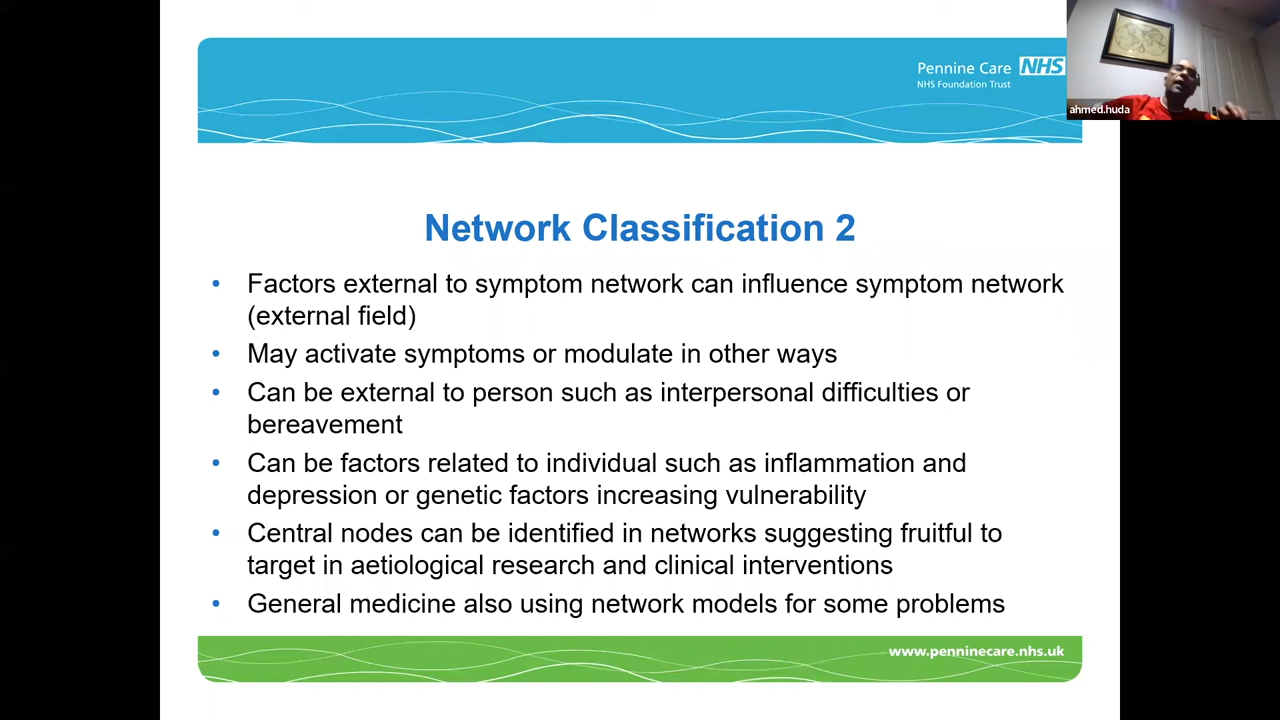 Pennine Care NHS
NHS Foundation Trust
ahmed.huda
Network Classification 2
• Factors external to symptom network can influence symptom network
(external field)
• May activate symptoms or modulate in other ways
• Can be external to person such as interpersonal difficulties or
bereavement
• Can be factors related to individual such as inflammation and
depression or genetic factors increasing vulnerability
• Central nodes can be identified in networks suggesting fruitful to
target in aetiological research and clinical interventions
• General medicine also using network models for some problems
www.penninecare.nhs.uk